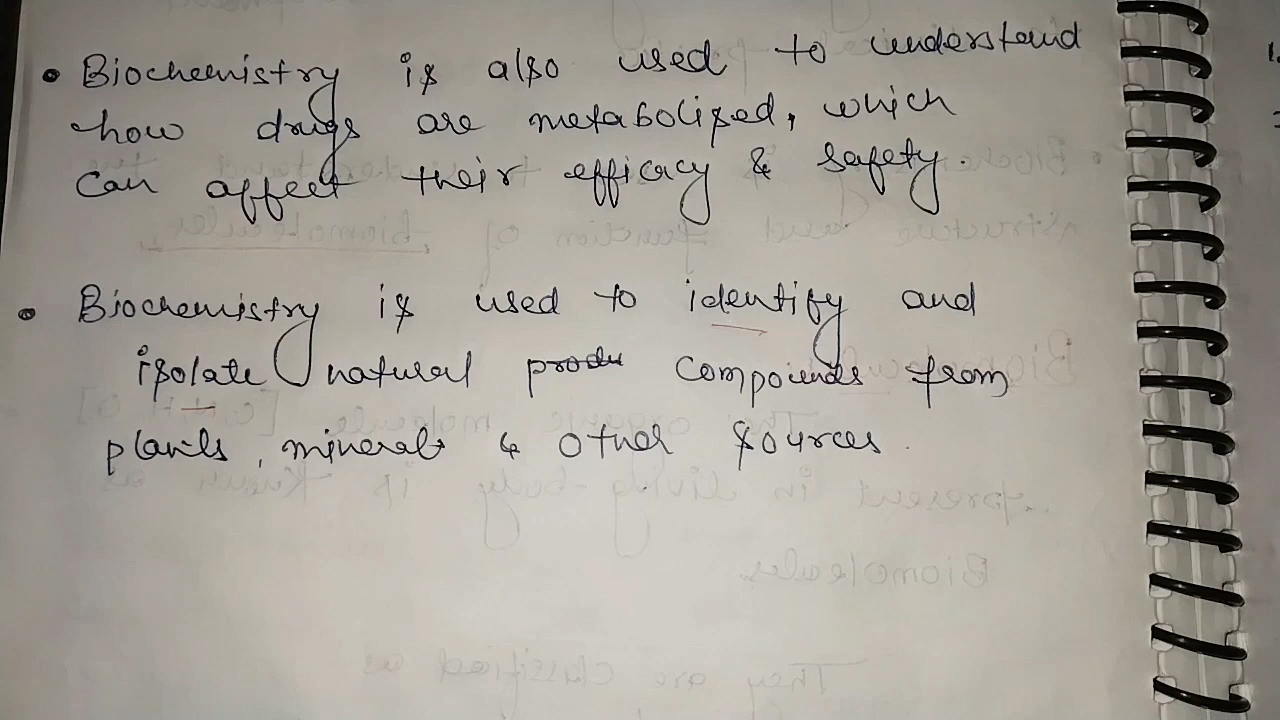 • Biochemistry is also used to understand
how drugs are metabolized, which
can affect their efficacy & safety.
• Biochemistry is used to identify and
isolate natural produ compounds from
plants, minerals & other sources.